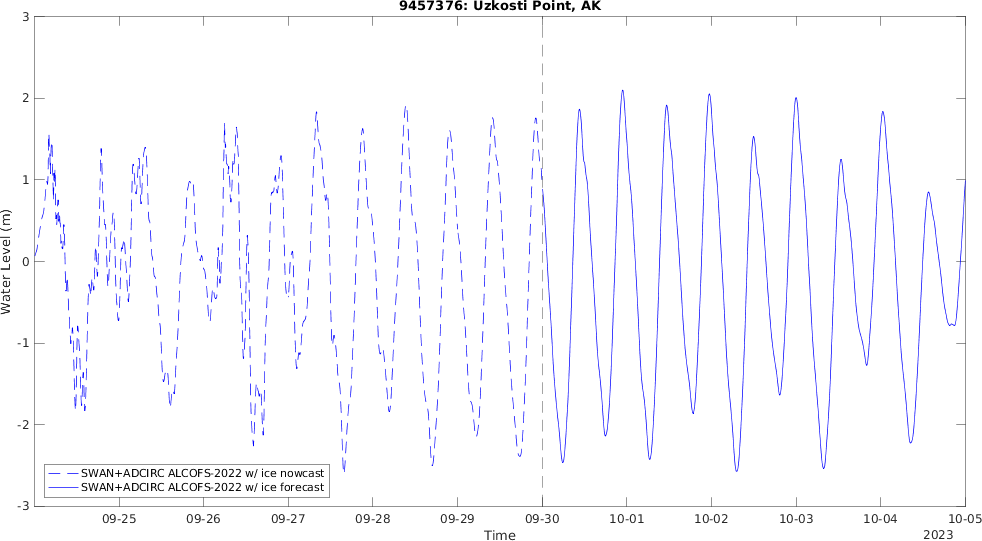 9457376: Uzkosti Point, AK
3
2
1
0
-1
-2
-3
Water Level (m)
SWAN+ADCIRC ALCOFS-2022 w/ ice nowcast
SWAN+ADCIRC ALCOFS-2022 w/ ice forecast
09-25 09-26 09-27 09-28 09-29 09-30 10-01 10-02 10-03 10-04 10-05
Time
2023